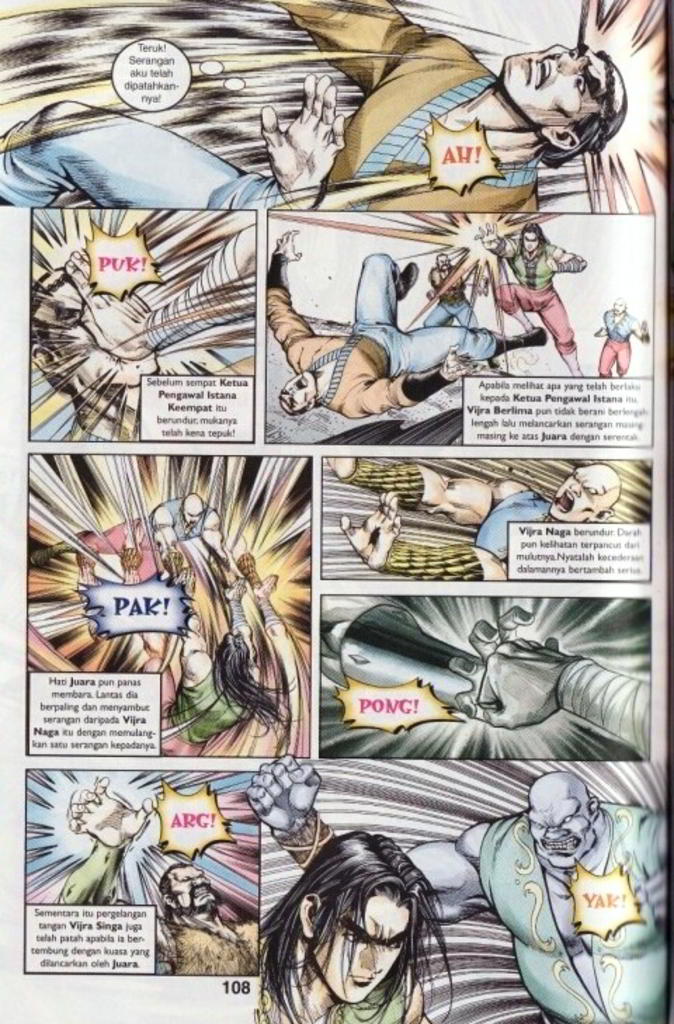 Teruk!
Serangan
aku telah
dipatahkan-
nya!
AH!
PUK!
Sebelum sempat Ketua
Pengawal Istana
Keempat itu
berundur, mukanya
telah kena tepuk!
Apabila melihat apa yang telah berlaku
kepada Ketua Pengawal Istana itu,
Vijra Berlima pun tidak berani berlengah
lengah lalu melancarkan serangan masing
masing ke atas Juara dengan serentak.
PAK!
Hati Juara pun panas
membara. Lantas dia
berpaling dan menyambut
serangan daripada Vijra
Naga itu dengan memulang-
kan satu serangan kepadanya.
Vijra Naga berundur. Darah
pun kelihatan terpancut dari
mulutnya. Nyatalah kecederaan
dalamannya bertambah serius.
PONG!
ARG!
Sementara itu pergelangan
tangan Vijra Singa juga
telah patah apabila ia ber-
tembung dengan kuasa yang
dilancarkan oleh Juara.
YAK!
108